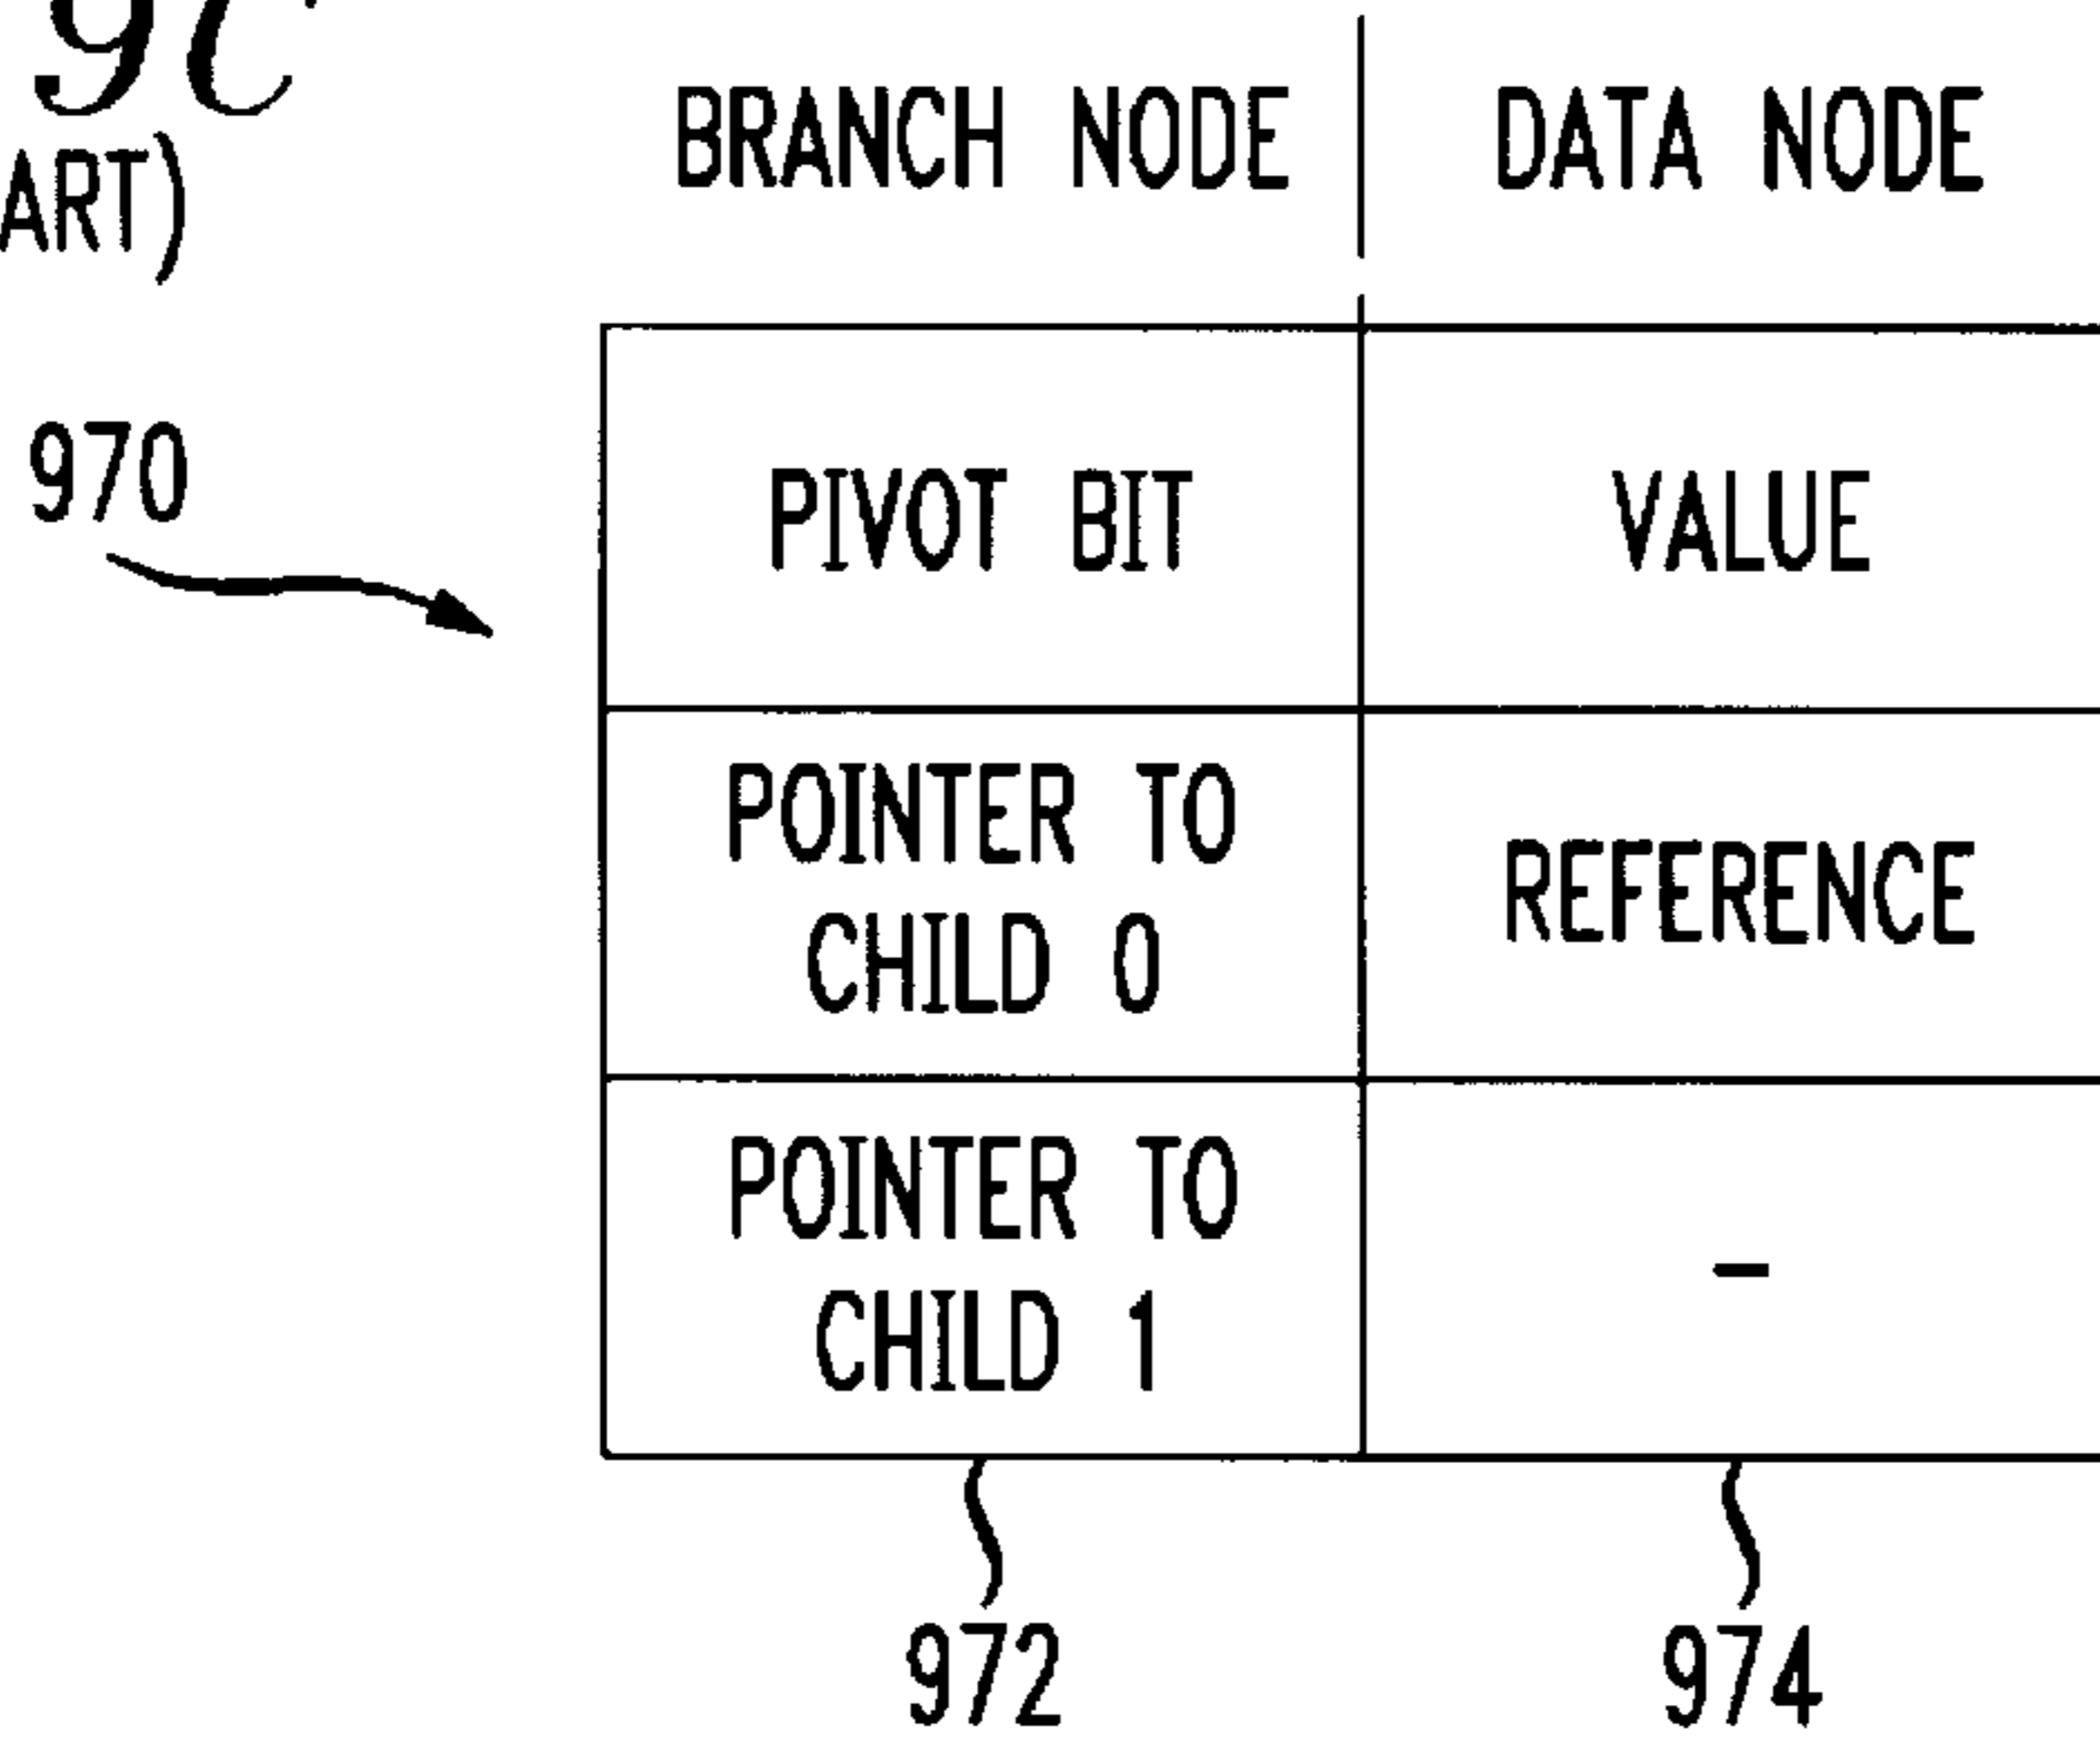 9C
ART)
BRANCH NODE
DATA NODE
970
PIVOT BIT
VALUE
POINTER TO
CHILD 0
REFERENCE
POINTER TO
CHILD 1
-
972
974